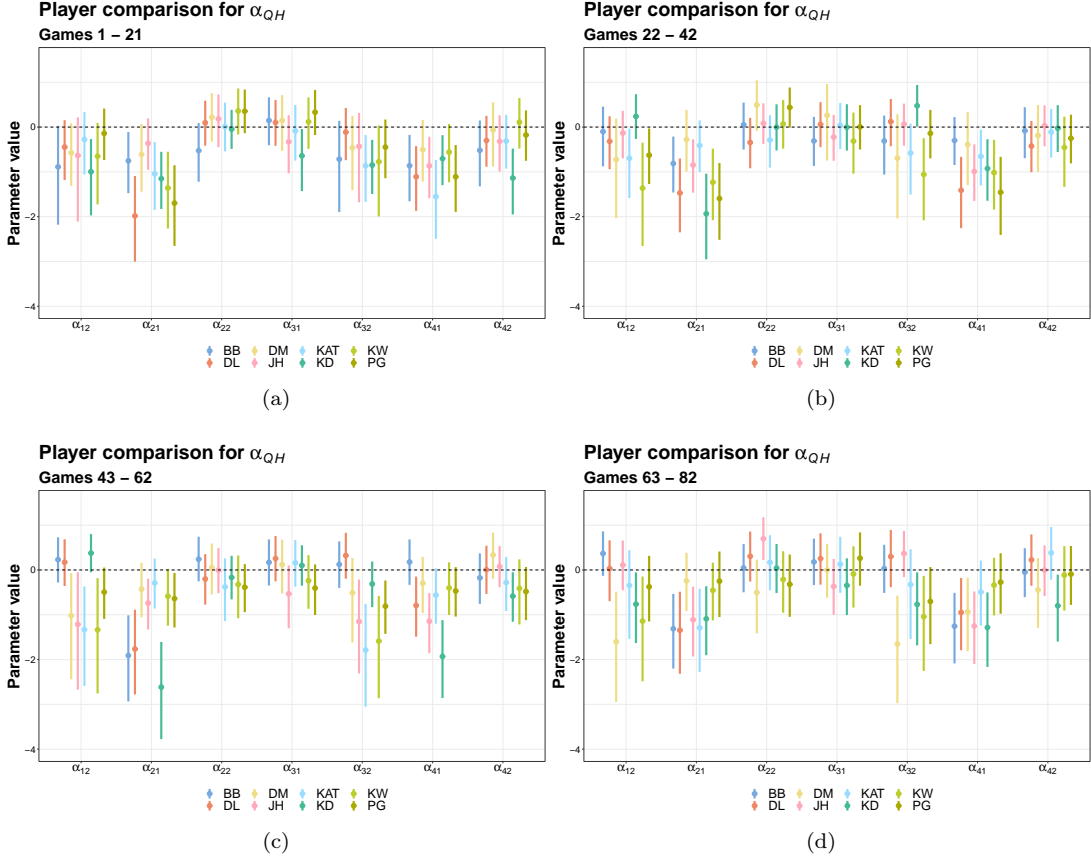 Player comparison for α_QH
Games 1 – 21
Parameter value
0
−2
−4
α12 α21 α22 α31 α32 α41 α42
BB DM KAT KW
DL JH KD PG
(a)
Player comparison for α_QH
Games 22 – 42
Parameter value
0
−2
−4
α12 α21 α22 α31 α32 α41 α42
BB DM KAT KW
DL JH KD PG
(b)
Player comparison for α_QH
Games 43 – 62
Parameter value
0
−2
−4
α12 α21 α22 α31 α32 α41 α42
BB DM KAT KW
DL JH KD PG
(c)
Player comparison for α_QH
Games 63 – 82
Parameter value
0
−2
−4
α12 α21 α22 α31 α32 α41 α42
BB DM KAT KW
DL JH KD PG
(d)